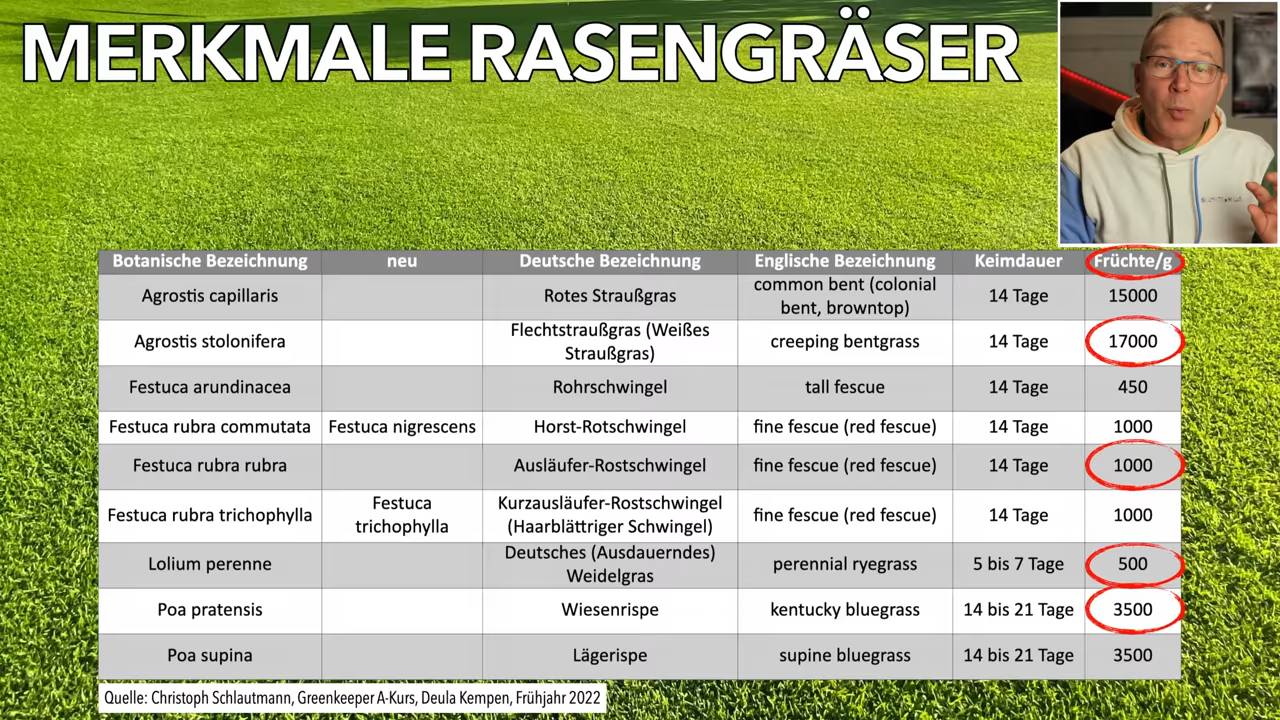 MERKMALE RASENGRÄSER
Botanische Bezeichnung neu Deutsche Bezeichnung Englische Bezeichnung Keimdauer Früchte/g
Agrostis capillaris Rotes Straußgras common bent (colonial bent, browntop) 14 Tage 15000
Agrostis stolonifera Flechtstraußgras (Weißes Straußgras) creeping bentgrass 14 Tage 17000
Festuca arundinacea Rohrschwingel tall fescue 14 Tage 450
Festuca rubra commutata Festuca nigrescens Horst-Rotschwingel fine fescue (red fescue) 14 Tage 1000
Festuca rubra rubra Ausläufer-Rostschwingel fine fescue (red fescue) 14 Tage 1000
Festuca rubra trichophylla Festuca trichophylla Kurzausläufer-Rostschwingel (Haarblättriger Schwingel) fine fescue (red fescue) 14 Tage 1000
Lolium perenne Deutsches (Ausdauerndes) Weidelgras perennial ryegrass 5 bis 7 Tage 500
Poa pratensis Wiesenrispe kentucky bluegrass 14 bis 21 Tage 3500
Poa supina Lägerispe supine bluegrass 14 bis 21 Tage 3500
Quelle: Christoph Schlautmann, Greenkeeper A-Kurs, Deula Kempen, Frühjahr 2022